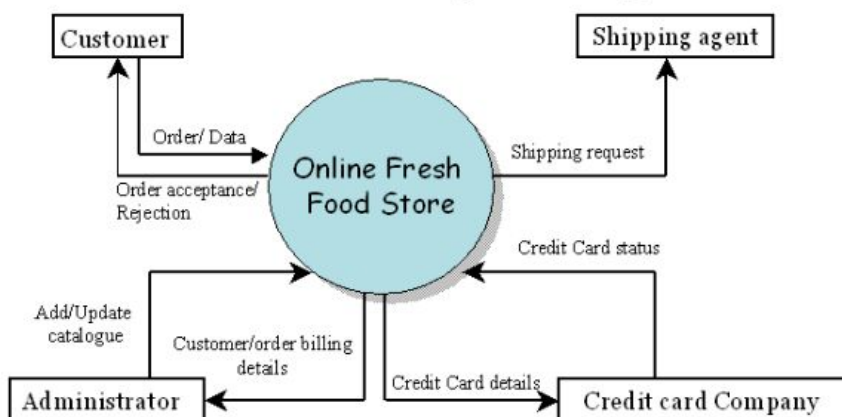 Customer
Shipping agent
Order/ Data
Order acceptance/
Rejection
Online Fresh
Food Store
Shipping request
Credit Card status
Add/Update
catalogue
Customer/order billing
details
Credit Card details
Administrator
Credit card Company